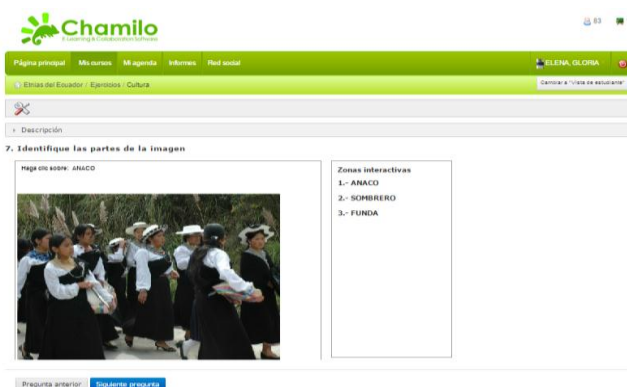 Chamilo
E-Learning & Collaboration Software
83
Página principal Mis cursos Mi agenda Informes Red social ELENA, GLORIA
Etnias del Ecuador / Ejercicios / Cultura Cambiar a "Vista de estudiante"
Descripción
7. Identifique las partes de la imagen
Haga clic sobre: ANACO
Zonas interactivas
1.- ANACO
2.- SOMBRERO
3.- FUNDA
Pregunta anterior Siguiente pregunta